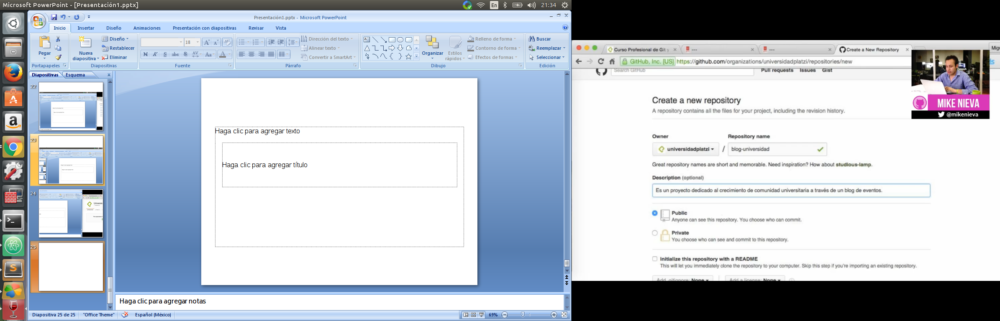 Microsoft PowerPoint - [Presentación1.pptx]
En
21:34
Presentación1.pptx - Microsoft PowerPoint
Inicio
Insertar
Diseño
Animaciones
Presentación con diapositivas
Revisar
Vista
Pegar
Portapapeles
Nueva
diapositiva
Diseño
Restablecer
Eliminar
Diapositivas
18
N K S abc S AV Aa A
Fuente
Dirección del texto
Alinear texto
Convertir a SmartArt
Párrafo
Organizar
Estilos
rápidos
Relleno de forma
Contorno de forma
Efectos de formas
Dibujo
Buscar
Reemplazar
Seleccionar
Edición
Diapositivas
Esquema
22
23
24
25
Haga clic para agregar texto
Haga clic para agregar título
Haga clic para agregar notas
Diapositiva 25 de 25
"Office Theme"
Español (México)
69%
Curso Profesional de Git y
---
---
Create a New Repository
GitHub, Inc. [US] https://github.com/organizations/universidadplatzi/repositories/new
Search GitHub
Pull requests
Issues
Gist
MIKE NIEVA
@mikenieva
Create a new repository
A repository contains all the files for your project, including the revision history.
Owner
Repository name
universidadplatzi
/
blog-universidad
Great repository names are short and memorable. Need inspiration? How about studious-lamp.
Description (optional)
Es un proyecto dedicado al crecimiento de comunidad universitaria a través de un blog de eventos.
Public
Anyone can see this repository. You choose who can commit.
Private
You choose who can see and commit to this repository.
Initialize this repository with a README
This will let you immediately clone the repository to your computer. Skip this step if you're importing an existing repository.
Add .gitignore: None
Add a license: None